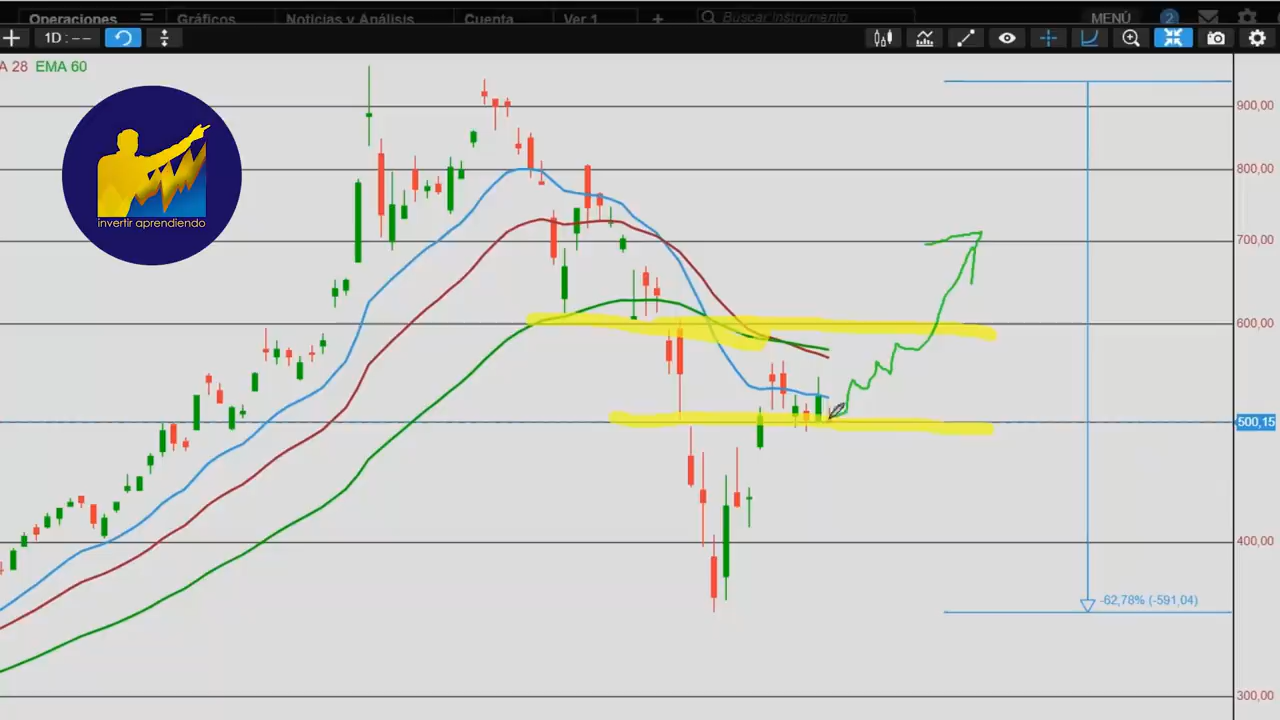 Operaciones Gráficos Noticias y Análisis Cuenta Ver 1 + Buscar instrumento MENÚ 2
1D : – –
A 28 EMA 60
900,00
800,00
invertir aprendiendo
700,00
600,00
500,15
400,00
-62,78% (-591,04)
300,00